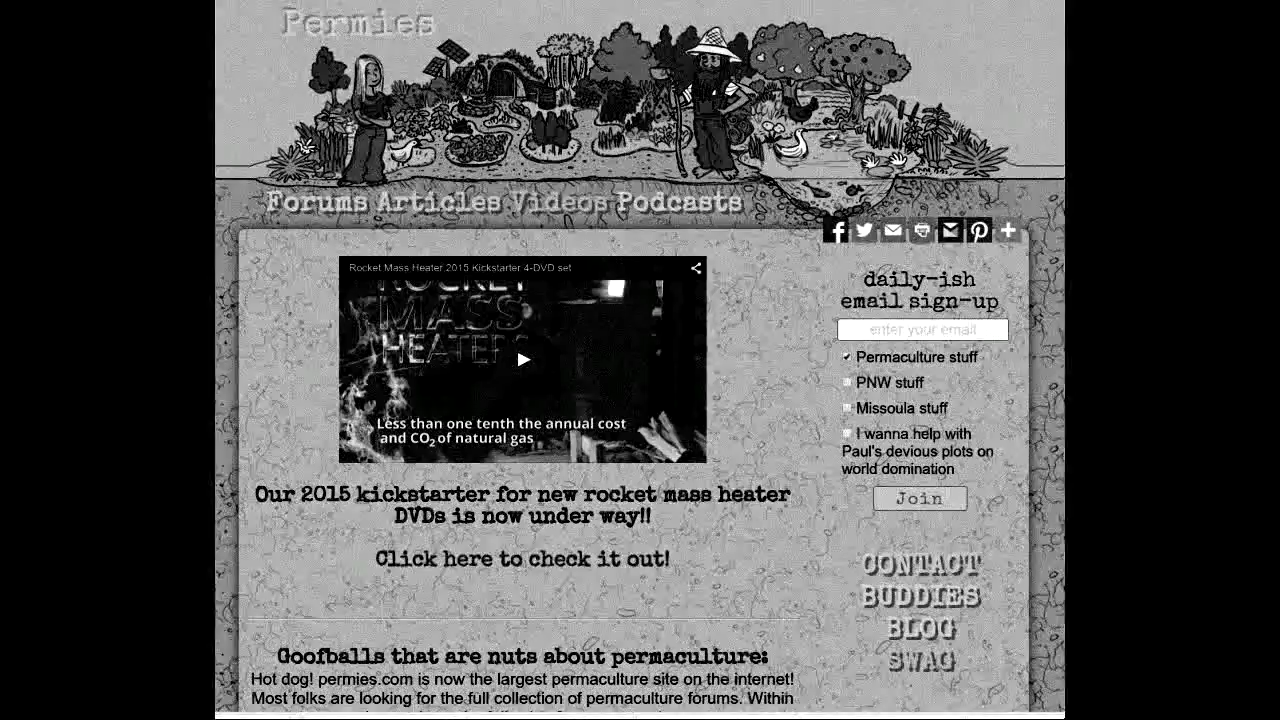 Permies
Forums Articles Videos Podcasts
Rocket Mass Heater 2015 Kickstarter 4-DVD set
ROCKET
MASS
HEATERS
Less than one tenth the annual cost
and CO2 of natural gas
Our 2015 kickstarter for new rocket mass heater
DVDs is now under way!!
Click here to check it out!
Goofballs that are nuts about permaculture:
Hot dog! permies.com is now the largest permaculture site on the internet!
Most folks are looking for the full collection of permaculture forums. Within
daily-ish
email sign-up
enter your email
Permaculture stuff
PNW stuff
Missoula stuff
I wanna help with
Paul's devious plots on
world domination
Join
CONTACT
BUDDIES
BLOG
SWAG